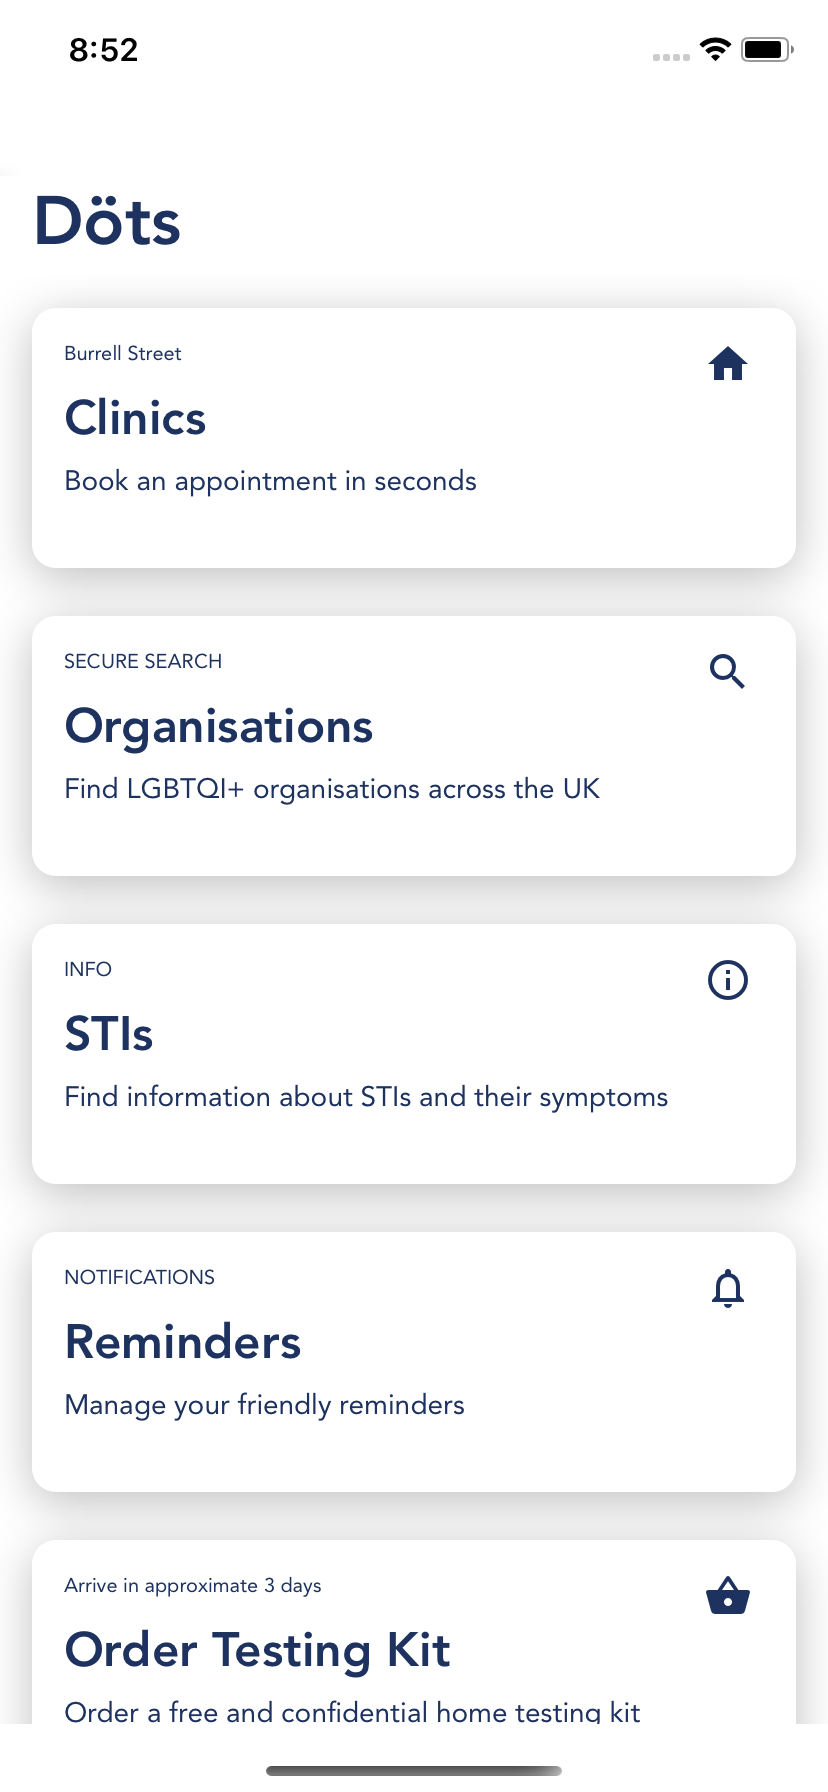 8:52
Döts
Burrell Street
Clinics
Book an appointment in seconds
SECURE SEARCH
Organisations
Find LGBTQI+ organisations across the UK
INFO
STIs
Find information about STIs and their symptoms
NOTIFICATIONS
Reminders
Manage your friendly reminders
Arrive in approximate 3 days
Order Testing Kit
Order a free and confidential home testing kit